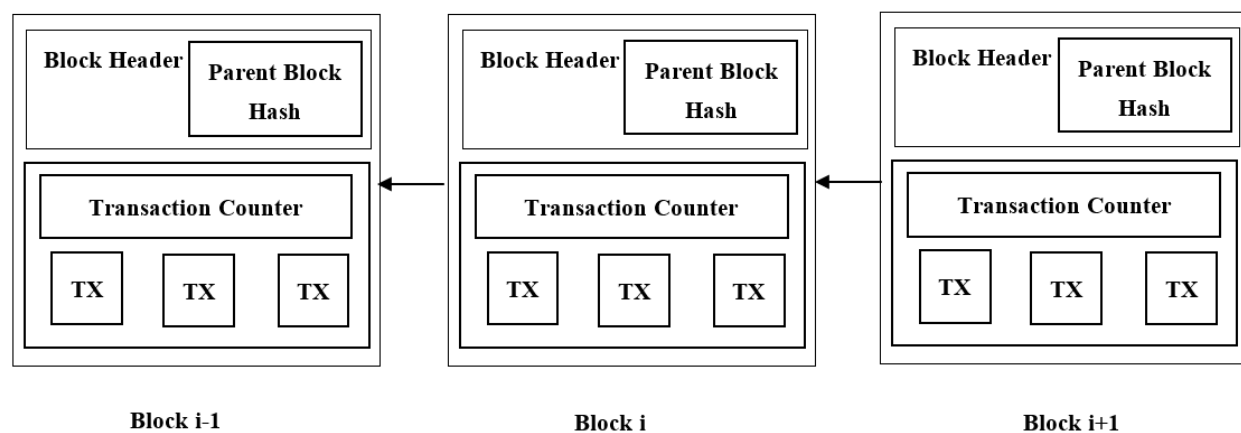 Block Header
Parent Block
Hash
Transaction Counter
TX TX TX
Block i-1
Block Header
Parent Block
Hash
Transaction Counter
TX TX TX
Block i
Block Header
Parent Block
Hash
Transaction Counter
TX TX TX
Block i+1